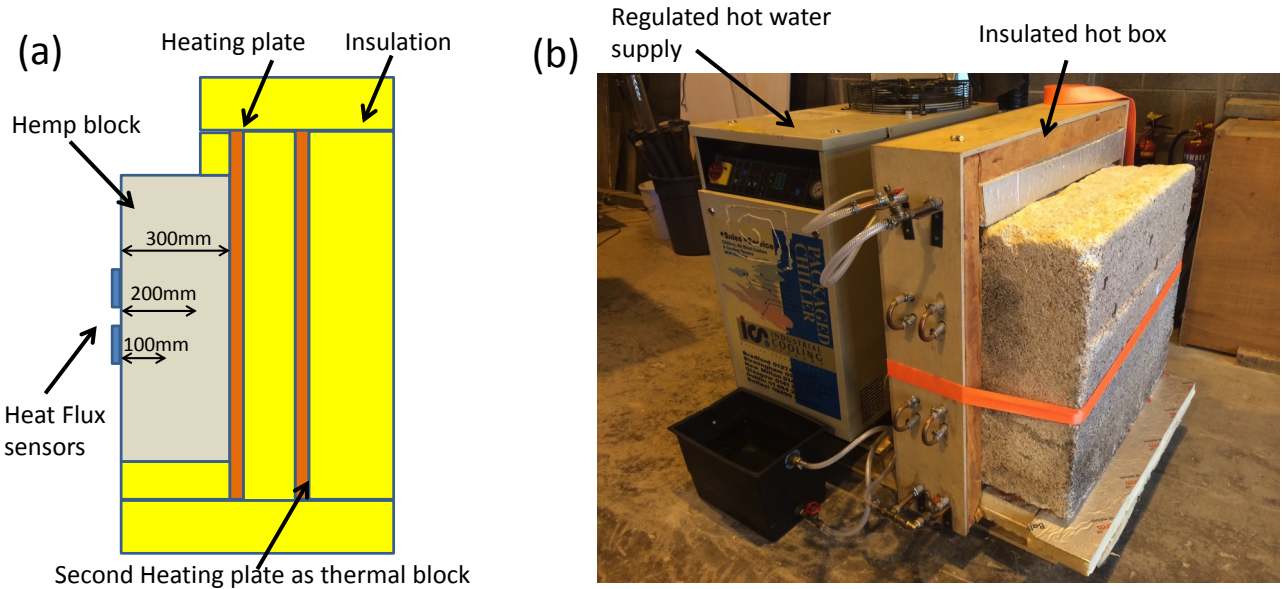 (a)
Heating plate
Insulation
Hemp block
300mm
200mm
100mm
Heat Flux
sensors
Second Heating plate as thermal block
(b)
Regulated hot water
supply
Insulated hot box
PACKAGED
CHILLER
ics
INDUSTRIAL
COOLING